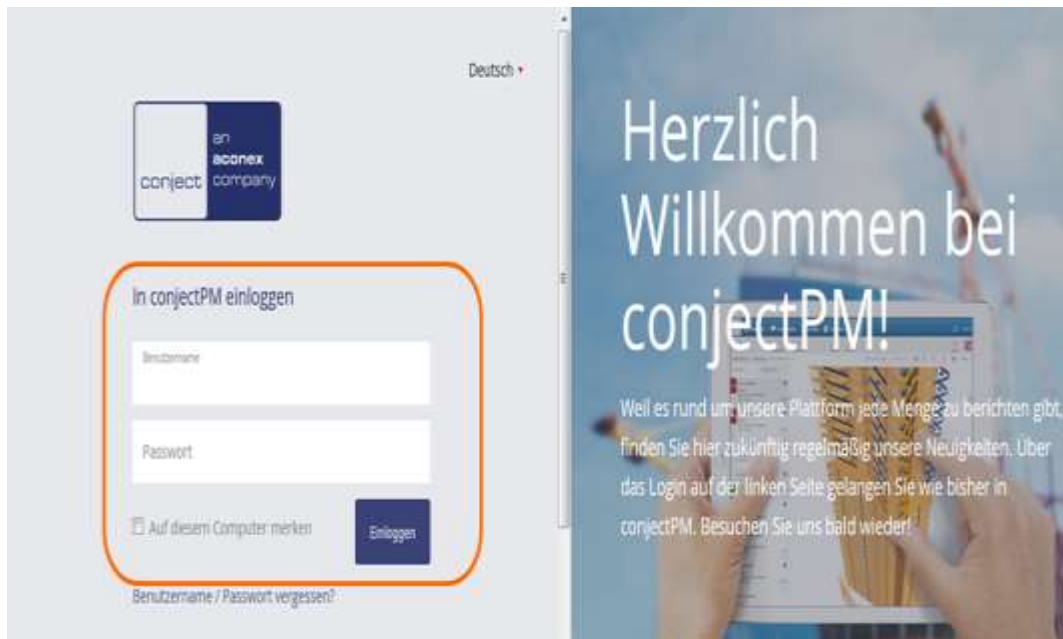 Deutsch
conject
an
aconex
company
In conjectPM einloggen
Benutzername
Passwort
Auf diesem Computer merken
Einloggen
Benutzername / Passwort vergessen?
Herzlich
Willkommen bei
conjectPM!
Weil es rund um unsere Plattform jede Menge zu berichten gibt,
finden Sie hier zukünftig regelmäßig unsere Neuigkeiten. Über
das Login auf der linken Seite gelangen Sie wie bisher in
conjectPM. Besuchen Sie uns bald wieder!